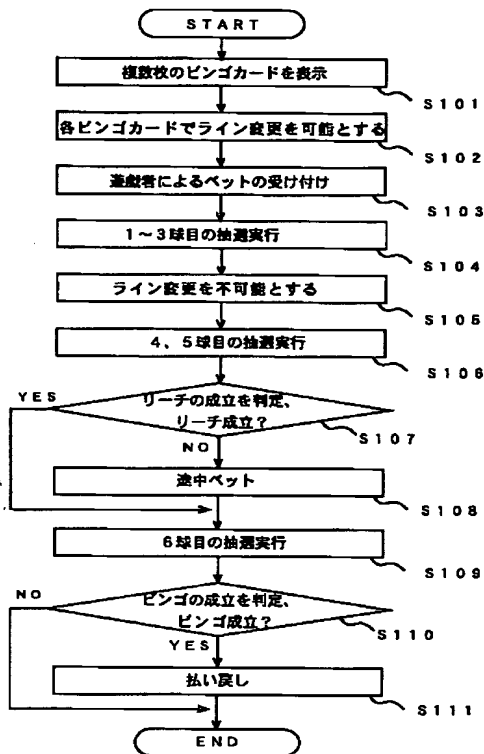 START
複数枚のビンゴカードを表示
S101
各ビンゴカードでライン変更を可能とする
S102
遊戯者によるベットの受け付け
S103
1～3球目の抽選実行
S104
ライン変更を不可能とする
S105
4、5球目の抽選実行
S106
YES
リーチの成立を判定、
リーチ成立?
S107
NO
途中ベット
S108
6球目の抽選実行
S109
NO
ビンゴの成立を判定、
ビンゴ成立?
S110
YES
払い戻し
S111
END